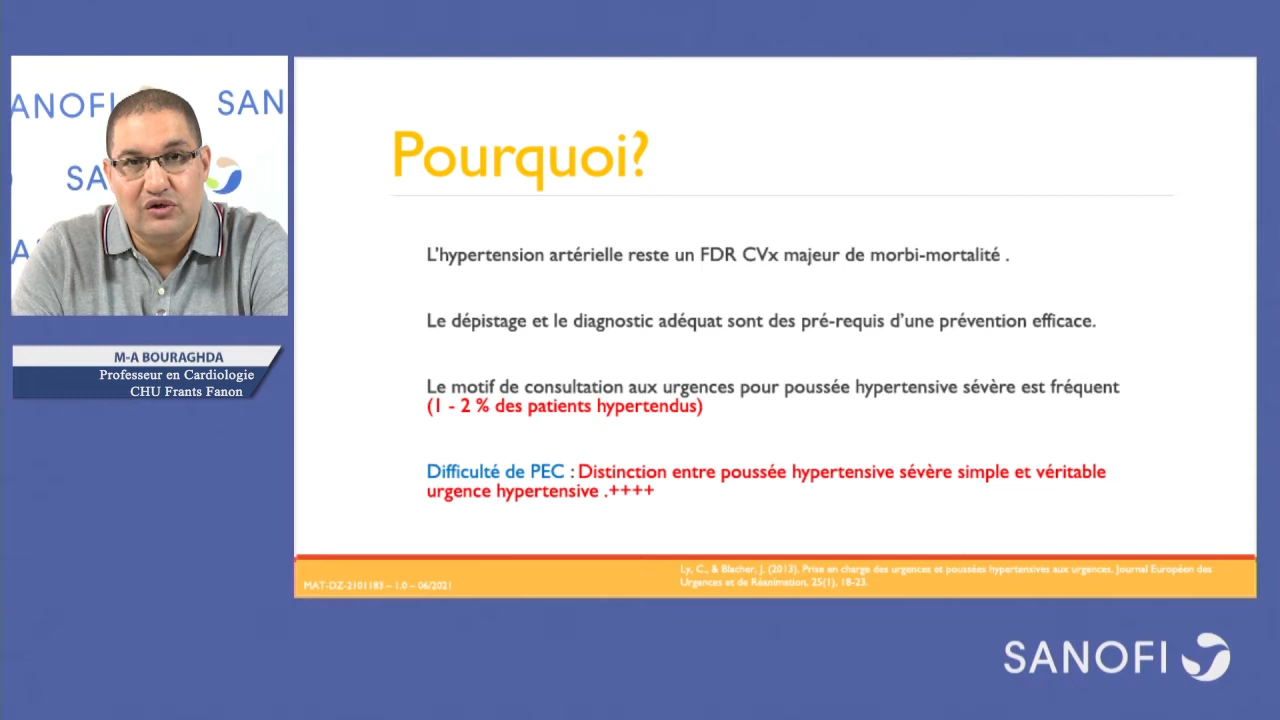 ANOFI
SAN
SA
A
M-A BOURAGHDA
Professeur en Cardiologie
CHU Frants Fanon
Pourquoi?
L'hypertension artérielle reste un FDR CVx majeur de morbi-mortalité .
Le dépistage et le diagnostic adéquat sont des pré-requis d'une prévention efficace.
Le motif de consultation aux urgences pour poussée hypertensive sévère est fréquent
(1 - 2 % des patients hypertendus)
Difficulté de PEC : Distinction entre poussée hypertensive sévère simple et véritable
urgence hypertensive .++++
Ly, C., & Blacher, J. (2013). Prise en charge des urgences et poussées hypertensives aux urgences. Journal Européen des
Urgences et de Réanimation, 25(1), 18-23.
MAT-DZ-2101183 – 1.0 – 06/2021
SANOFI